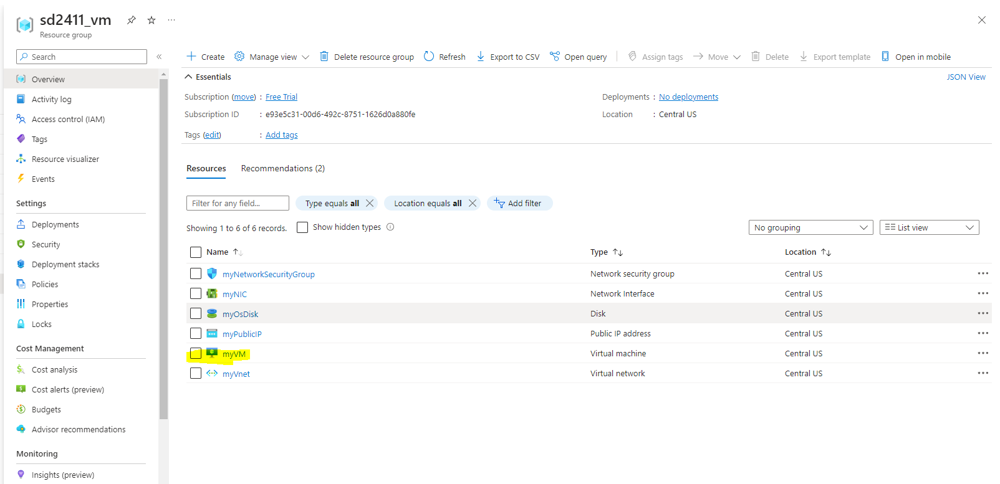 sd2411_vm
Resource group
Search
Overview
Activity log
Access control (IAM)
Tags
Resource visualizer
Events
Settings
Deployments
Security
Deployment stacks
Policies
Properties
Locks
Cost Management
Cost analysis
Cost alerts (preview)
Budgets
Advisor recommendations
Monitoring
Insights (preview)
Create Manage view Delete resource group Refresh Export to CSV Open query Assign tags Move Delete Export template Open in mobile
Essentials JSON View
Subscription (move) : Free Trial Deployments : No deployments
Subscription ID : e93e5c31-00d6-492c-8751-1626d0a880fe Location : Central US
Tags (edit) : Add tags
Resources Recommendations (2)
Filter for any field... Type equals all Location equals all Add filter
Showing 1 to 6 of 6 records. Show hidden types No grouping List view
Name Type Location
myNetworkSecurityGroup Network security group Central US
myNIC Network Interface Central US
myOsDisk Disk Central US
myPublicIP Public IP address Central US
myVM Virtual machine Central US
myVnet Virtual network Central US